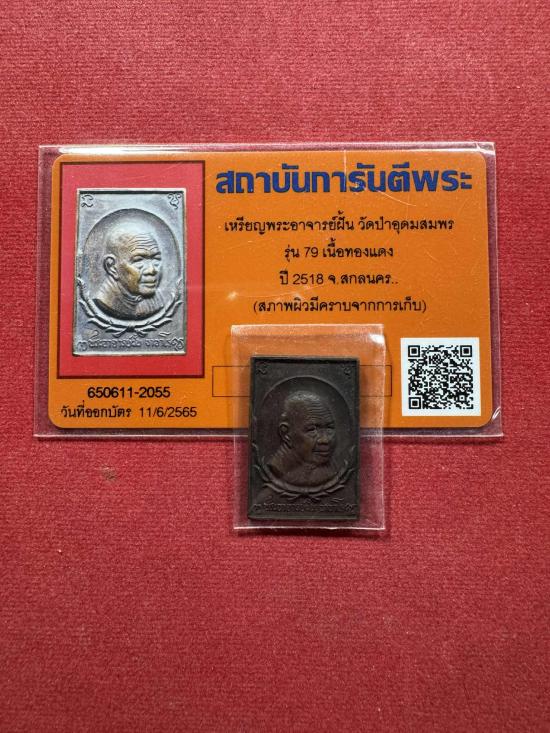 สถาบันการันตีพระ
เหรียญพระอาจารย์ฝั้น วัดป่าอุดมสมพร
รุ่น 79 เนื้อทองแดง
ปี 2518 จ.สกลนคร..
(สภาพผิวมีคราบจากการเก็บ)
650611-2055
วันที่ออกบัตร 11/6/2565